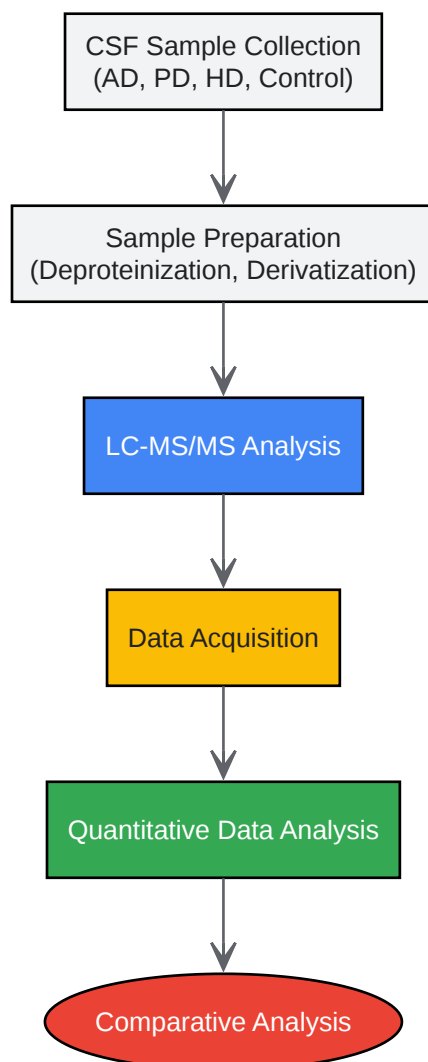 CSF Sample Collection
(AD, PD, HD, Control)
Sample Preparation
(Deproteinization, Derivatization)
LC-MS/MS Analysis
Data Acquisition
Quantitative Data Analysis
Comparative Analysis